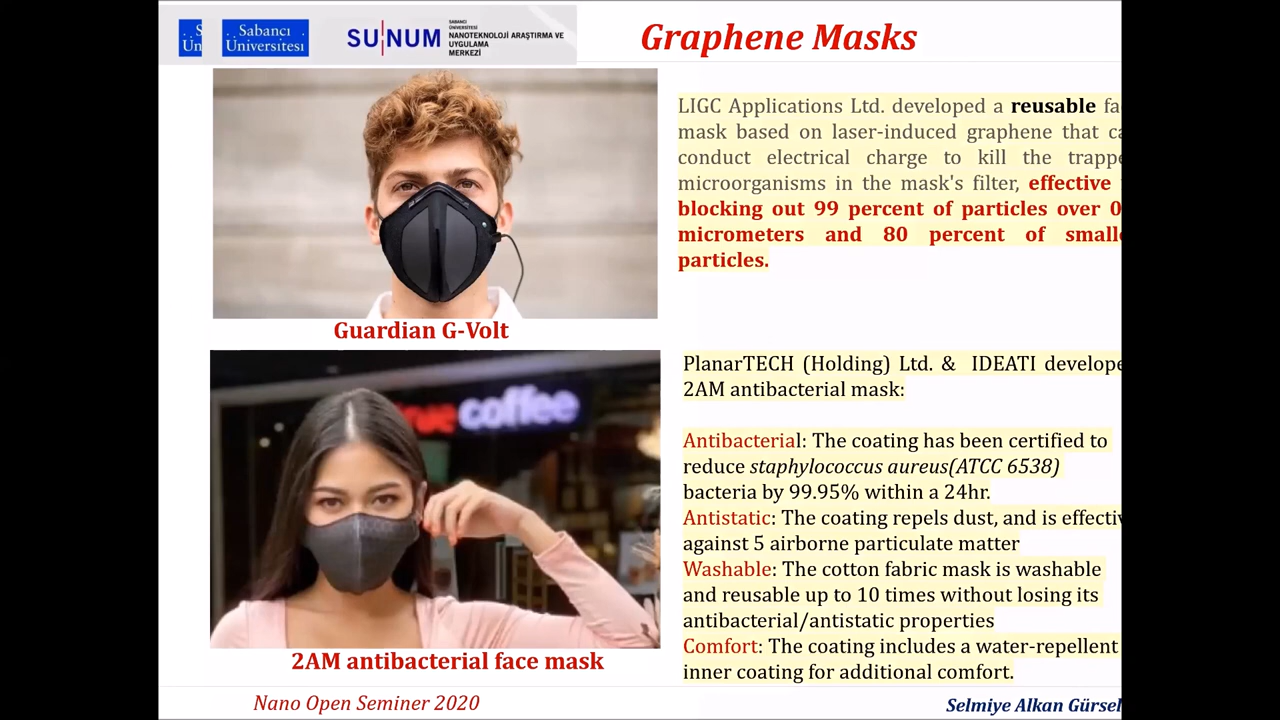 Sabancı
Üniversitesi
SU NUM
SABANCI
ÜNİVERSİTESİ
NANOTEKNOLOJİ ARAŞTIRMA VE
UYGULAMA
MERKEZİ
Graphene Masks
LIGC Applications Ltd. developed a reusable
mask based on laser-induced graphene that
conduct electrical charge to kill the
microorganisms in the mask's filter, effective
blocking out 99 percent of particles over
micrometers and 80 percent of
particles.
Guardian G-Volt
PlanarTECH (Holding) Ltd. & IDEATI
2AM antibacterial mask:
Antibacterial: The coating has been certified to
reduce staphylococcus aureus(ATCC 6538)
bacteria by 99.95% within a 24hr.
Antistatic: The coating repels dust, and is
against 5 airborne particulate matter
Washable: The cotton fabric mask is washable
and reusable up to 10 times without losing its
antibacterial/antistatic properties
Comfort: The coating includes a water-repellent
inner coating for additional comfort.
coffee
2AM antibacterial face mask
Nano Open Seminer 2020
Selmiye Alkan Gürsel